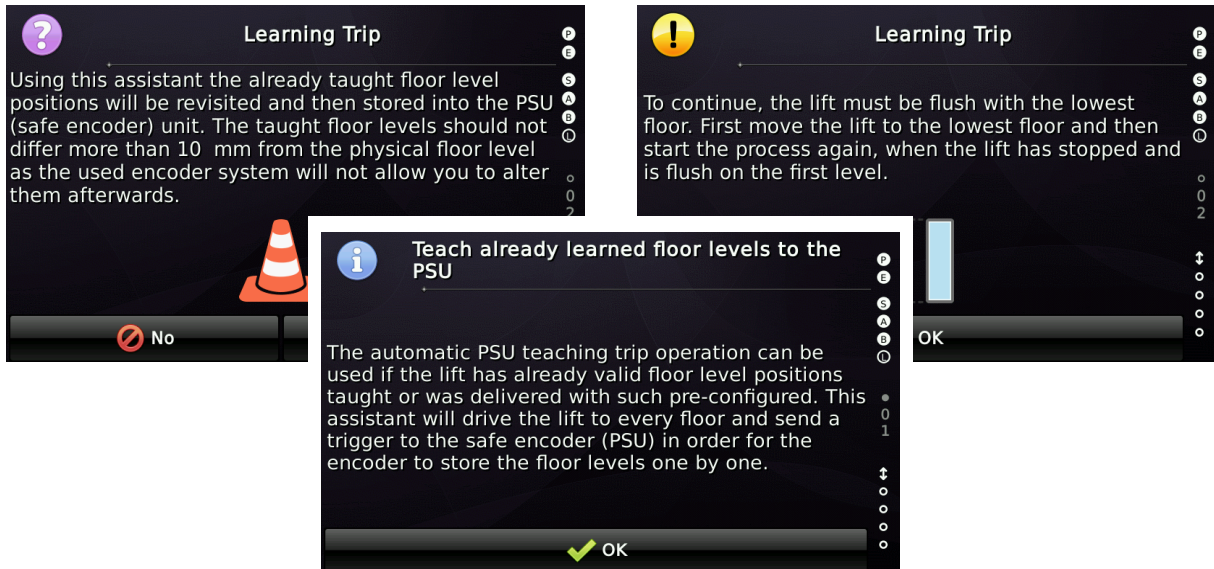 Learning Trip
Using this assistant the already taught floor level
positions will be revisited and then stored into the PSU
(safe encoder) unit. The taught floor levels should not
differ more than 10  mm from the physical floor level
as the used encoder system will not allow you to alter
them afterwards.
No
P
E
S
A
B
L
0
2
Learning Trip
To continue, the lift must be flush with the lowest
floor. First move the lift to the lowest floor and then
start the process again, when the lift has stopped and
is flush on the first level.
OK
P
E
S
A
B
L
0
2
Teach already learned floor levels to the
PSU
The automatic PSU teaching trip operation can be
used if the lift has already valid floor level positions
taught or was delivered with such pre-configured. This
assistant will drive the lift to every floor and send a
trigger to the safe encoder (PSU) in order for the
encoder to store the floor levels one by one.
OK
P
E
S
A
B
L
0
1